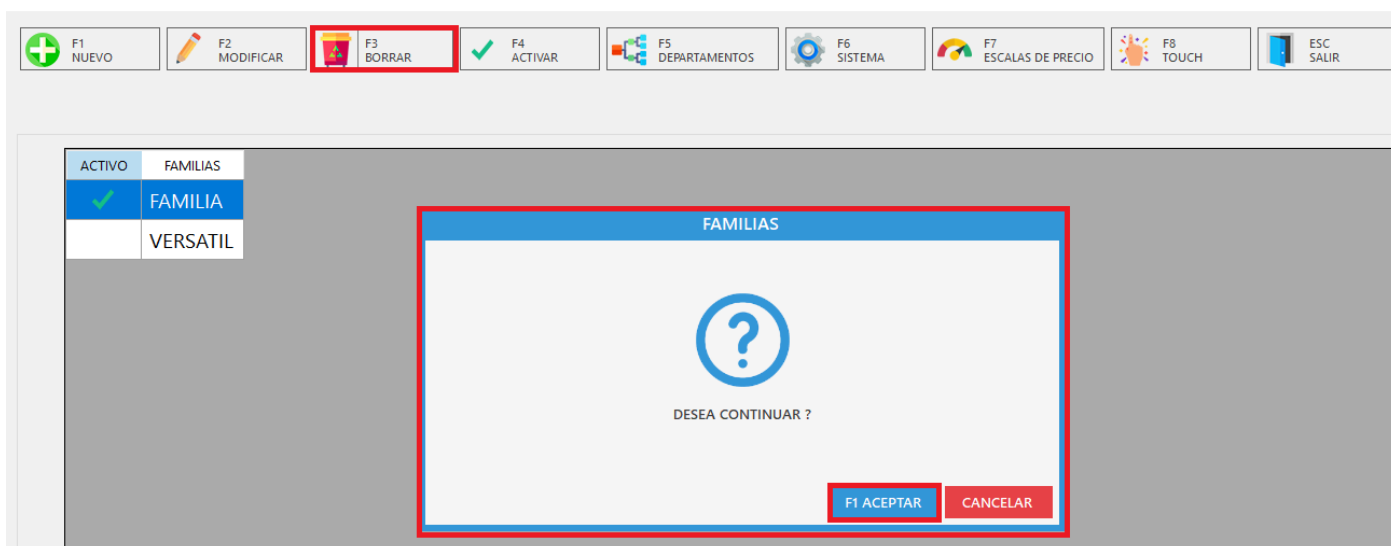 F1
NUEVO
F2
MODIFICAR
F3
BORRAR
F4
ACTIVAR
F5
DEPARTAMENTOS
F6
SISTEMA
F7
ESCALAS DE PRECIO
F8
TOUCH
ESC
SALIR
ACTIVO FAMILIAS
FAMILIA
VERSATIL
FAMILIAS
DESEA CONTINUAR ?
F1 ACEPTAR CANCELAR